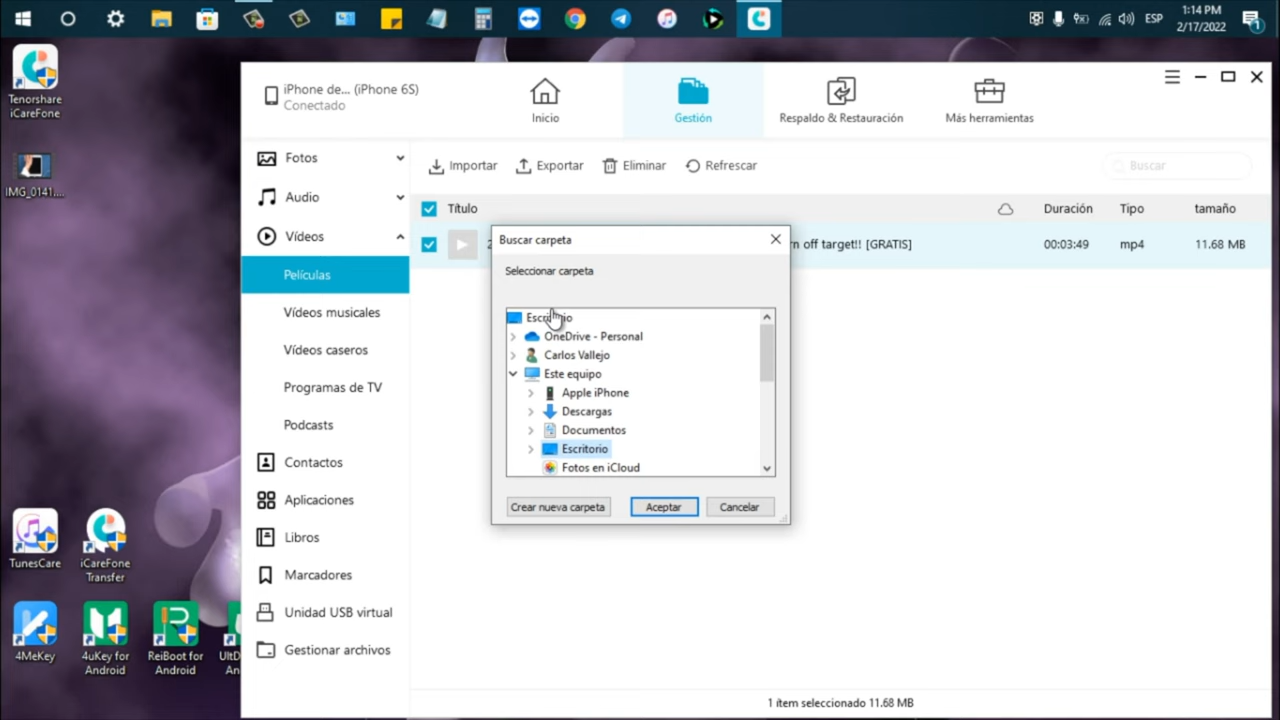 1:14 PM
ESP
2/17/2022
1
Tenorshare
iCareFone
IMG_0141....
TunesCare
iCareFone
Transfer
4MeKey
4uKey for
Android
ReiBoot for
Android
UltD
An
iPhone de... (iPhone 6S)
Conectado
Inicio
Gestión
Respaldo & Restauración
Más herramientas
Fotos
Audio
Vídeos
Películas
Vídeos musicales
Vídeos caseros
Programas de TV
Podcasts
Contactos
Aplicaciones
Libros
Marcadores
Unidad USB virtual
Gestionar archivos
Importar
Exportar
Eliminar
Refrescar
Buscar
Título
Duración
Tipo
tamaño
rn off target!! [GRATIS]
00:03:49
mp4
11.68 MB
Buscar carpeta
Seleccionar carpeta
Escritorio
OneDrive - Personal
Carlos Vallejo
Este equipo
Apple iPhone
Descargas
Documentos
Escritorio
Fotos en iCloud
Crear nueva carpeta
Aceptar
Cancelar
1 ítem seleccionado 11.68 MB